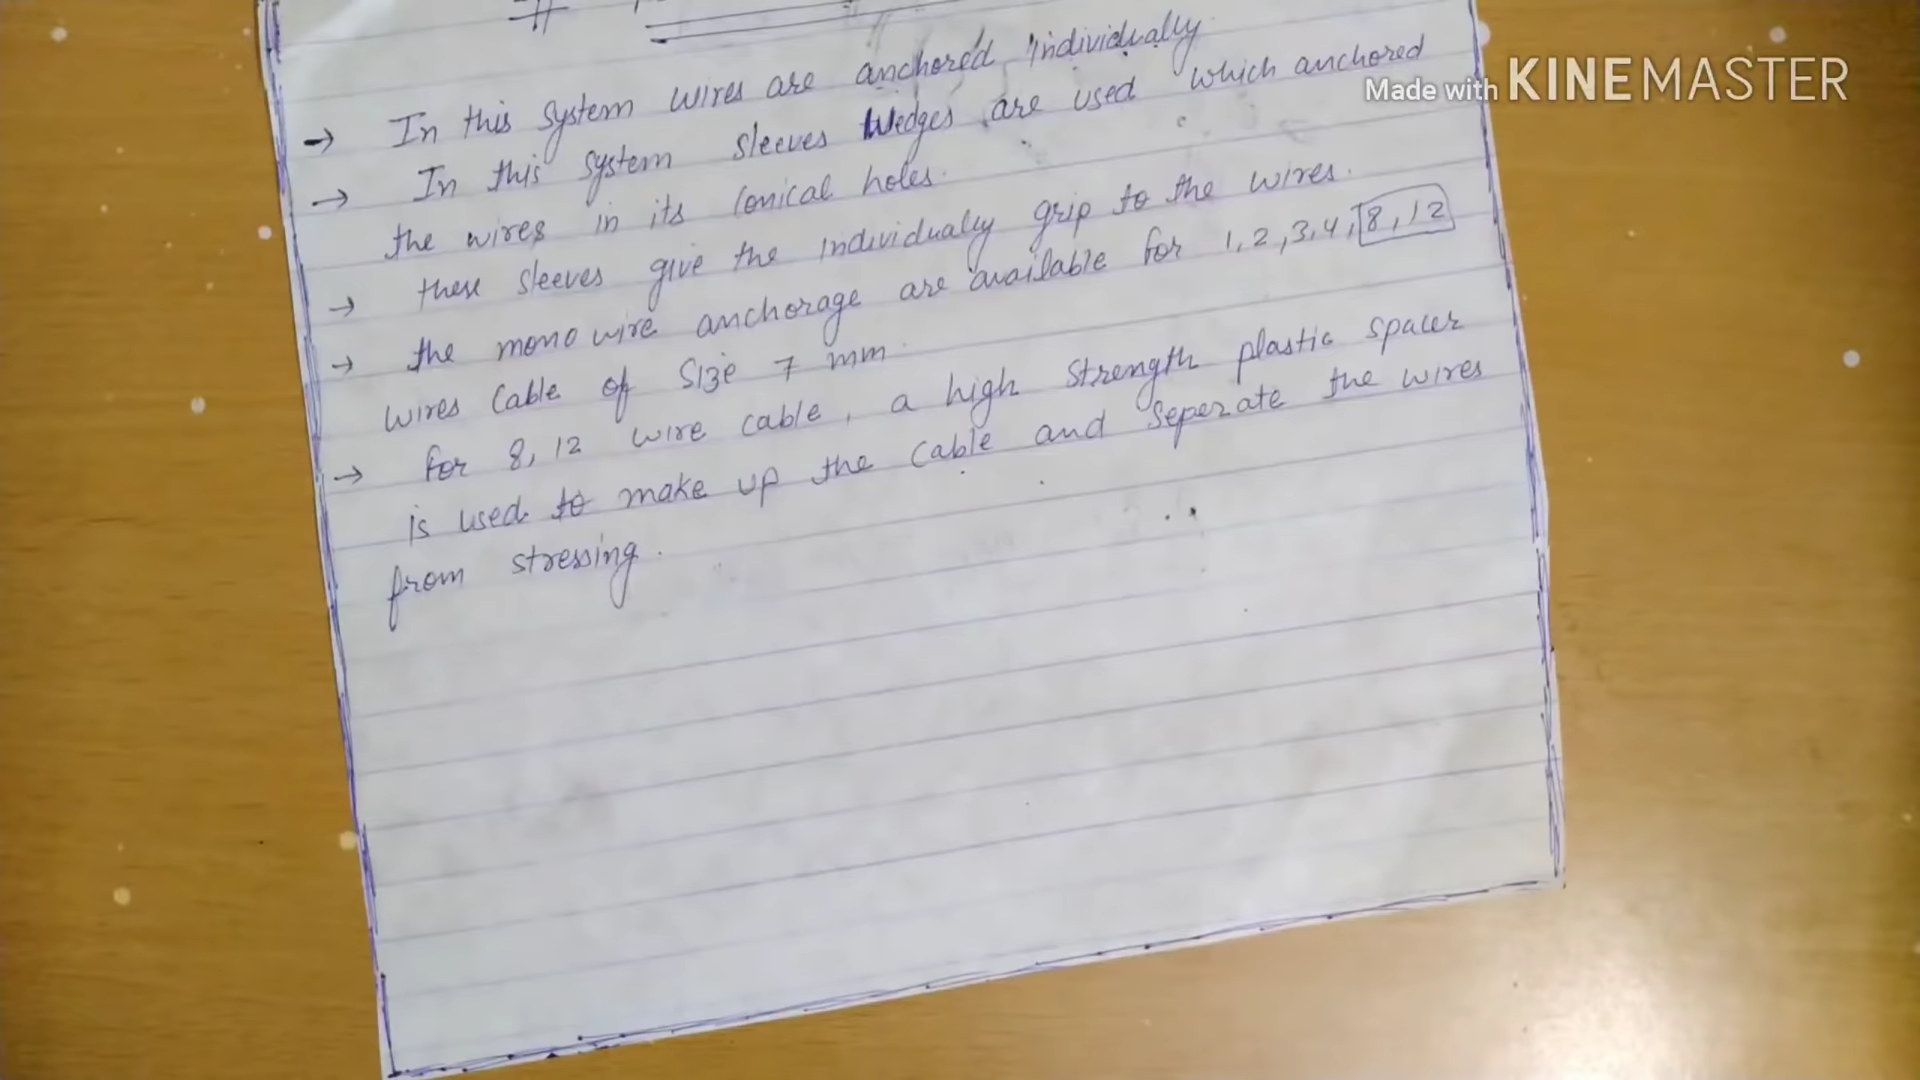 #
→ In this system wires are anchored individually
→ In this system sleeves wedges are used which anchored
the wires in its conical holes.
→ these sleeves give the individually grip to the wires.
→ the mono wire anchorage are available for 1,2,3,4,8,12
wires cable of size 7 mm.
→ for 8, 12 wire cable, a high strength plastic spacer
is used to make up the cable and seperate the wires
from stressing.
Made with KINEMASTER